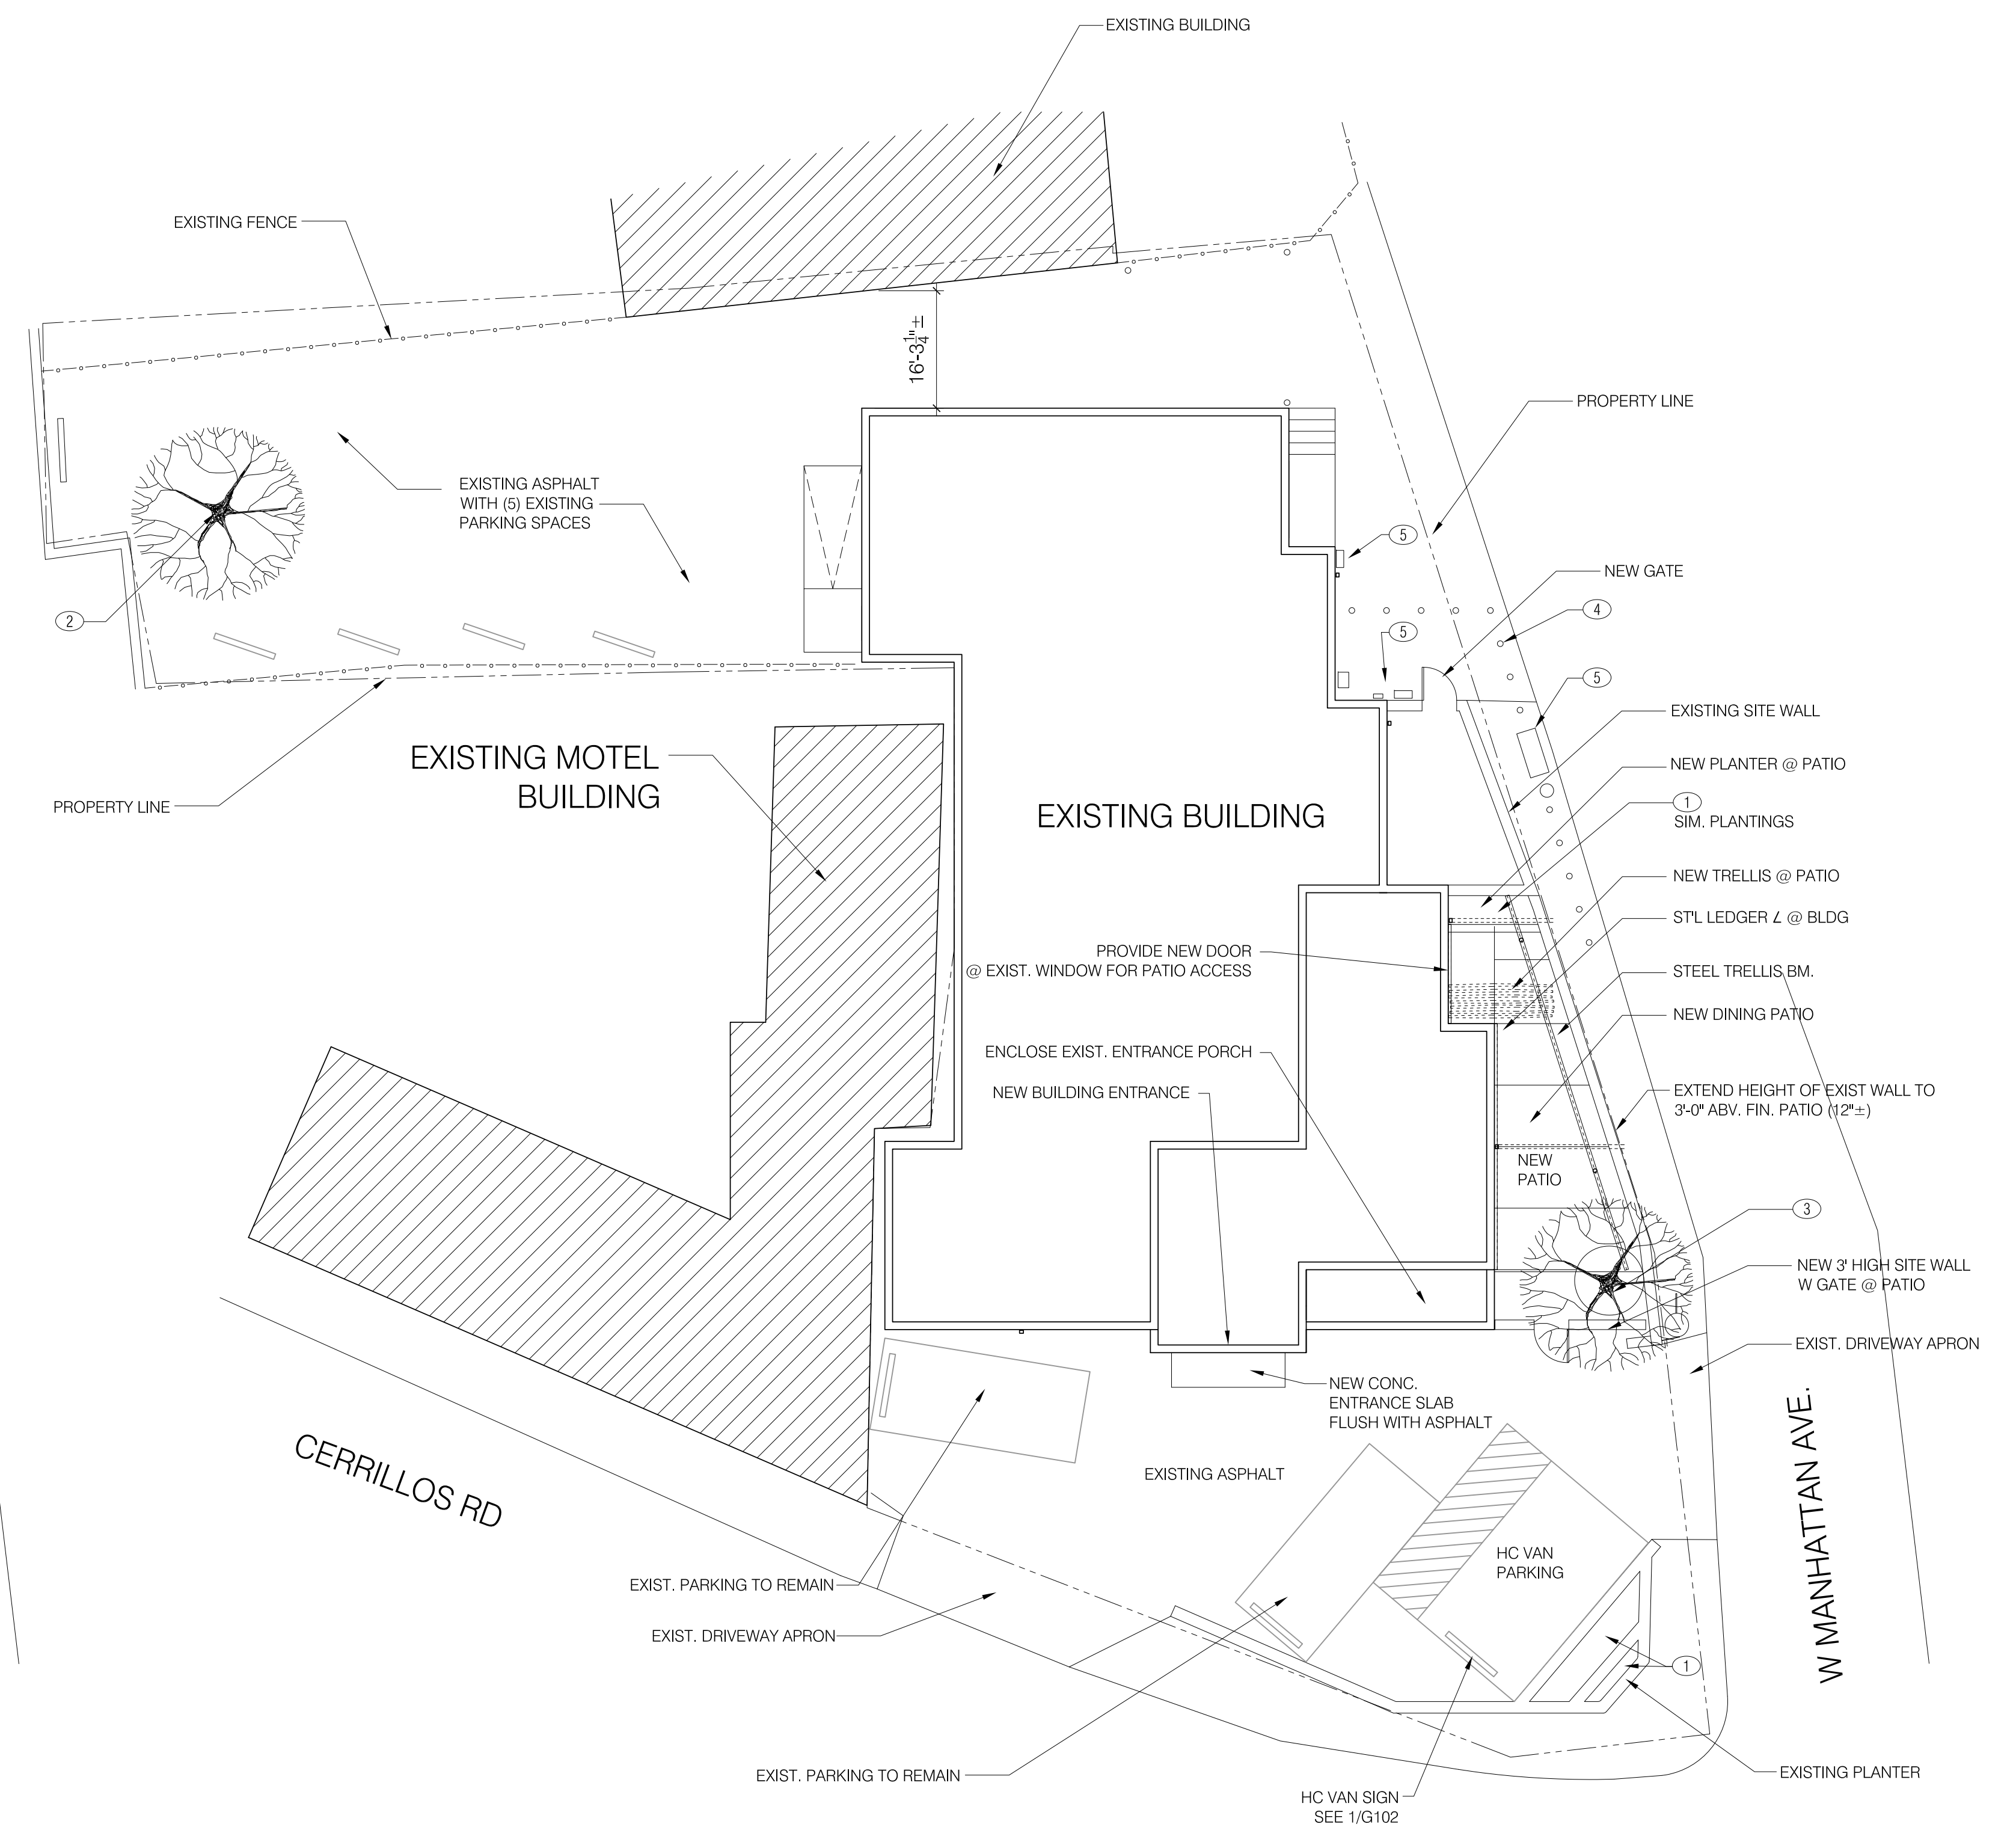 EXISTING BUILDING
EXISTING FENCE
16'-3 1/4"±
PROPERTY LINE
EXISTING ASPHALT
WITH (5) EXISTING
PARKING SPACES
5
NEW GATE
4
2
5
5
EXISTING SITE WALL
EXISTING MOTEL
BUILDING
NEW PLANTER @ PATIO
PROPERTY LINE
EXISTING BUILDING
1
SIM. PLANTINGS
NEW TRELLIS @ PATIO
ST'L LEDGER ∠ @ BLDG
PROVIDE NEW DOOR
@ EXIST. WINDOW FOR PATIO ACCESS
STEEL TRELLIS BM.
NEW DINING PATIO
ENCLOSE EXIST. ENTRANCE PORCH
NEW BUILDING ENTRANCE
EXTEND HEIGHT OF EXIST WALL TO
3'-0" ABV. FIN. PATIO (12"±)
NEW
PATIO
3
NEW 3' HIGH SITE WALL
W GATE @ PATIO
EXIST. DRIVEWAY APRON
NEW CONC.
ENTRANCE SLAB
FLUSH WITH ASPHALT
CERRILLOS RD
EXISTING ASPHALT
W MANHATTAN AVE.
HC VAN
PARKING
EXIST. PARKING TO REMAIN
EXIST. DRIVEWAY APRON
1
EXIST. PARKING TO REMAIN
EXISTING PLANTER
HC VAN SIGN
SEE 1/G102